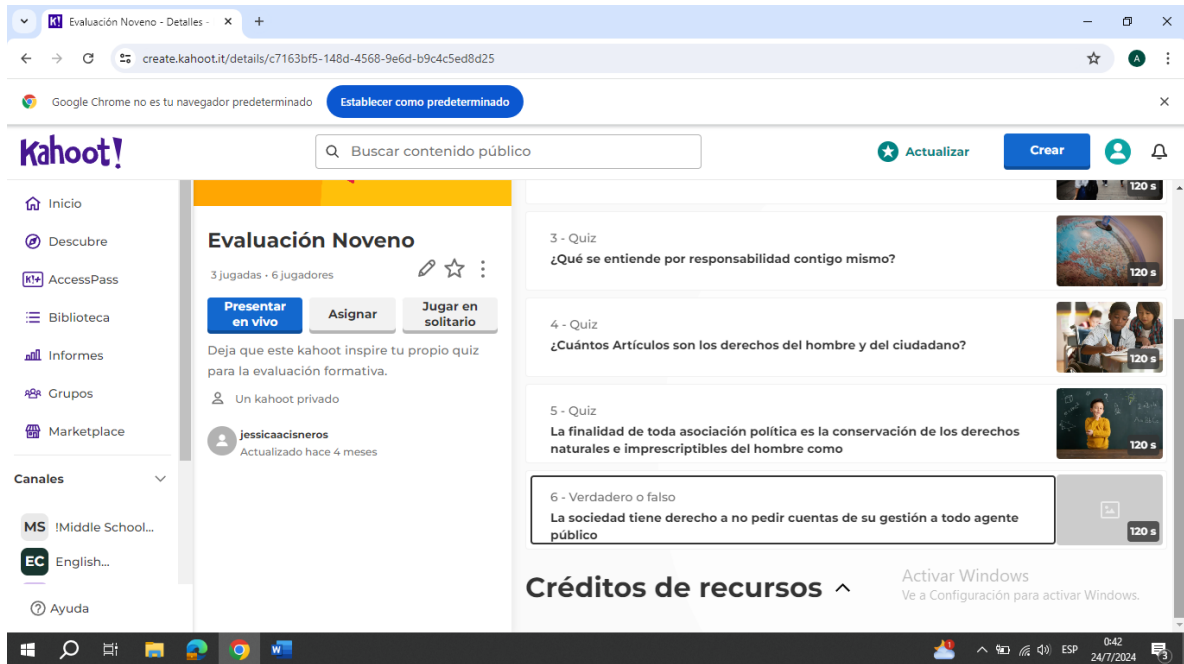 Evaluación Noveno - Detalles -
create.kahoot.it/details/c7163bf5-148d-4568-9e6d-b9c4c5ed8d25
A
Google Chrome no es tu navegador predeterminado
Establecer como predeterminado
Kahoot!
Buscar contenido público
Actualizar
Crear
Inicio
Descubre
K!+ AccessPass
Biblioteca
Informes
Grupos
Marketplace
Canales
MS !Middle School...
EC English...
Ayuda
Evaluación Noveno
3 jugadas · 6 jugadores
Presentar
en vivo
Asignar
Jugar en
solitario
Deja que este kahoot inspire tu propio quiz
para la evaluación formativa.
Un kahoot privado
jessicaacisneros
Actualizado hace 4 meses
120 s
3 - Quiz
¿Qué se entiende por responsabilidad contigo mismo?
120 s
4 - Quiz
¿Cuántos Artículos son los derechos del hombre y del ciudadano?
120 s
5 - Quiz
La finalidad de toda asociación política es la conservación de los derechos
naturales e imprescriptibles del hombre como
120 s
6 - Verdadero o falso
La sociedad tiene derecho a no pedir cuentas de su gestión a todo agente
público
120 s
Créditos de recursos
Activar Windows
Ve a Configuración para activar Windows.
ESP
0:42
24/7/2024
3